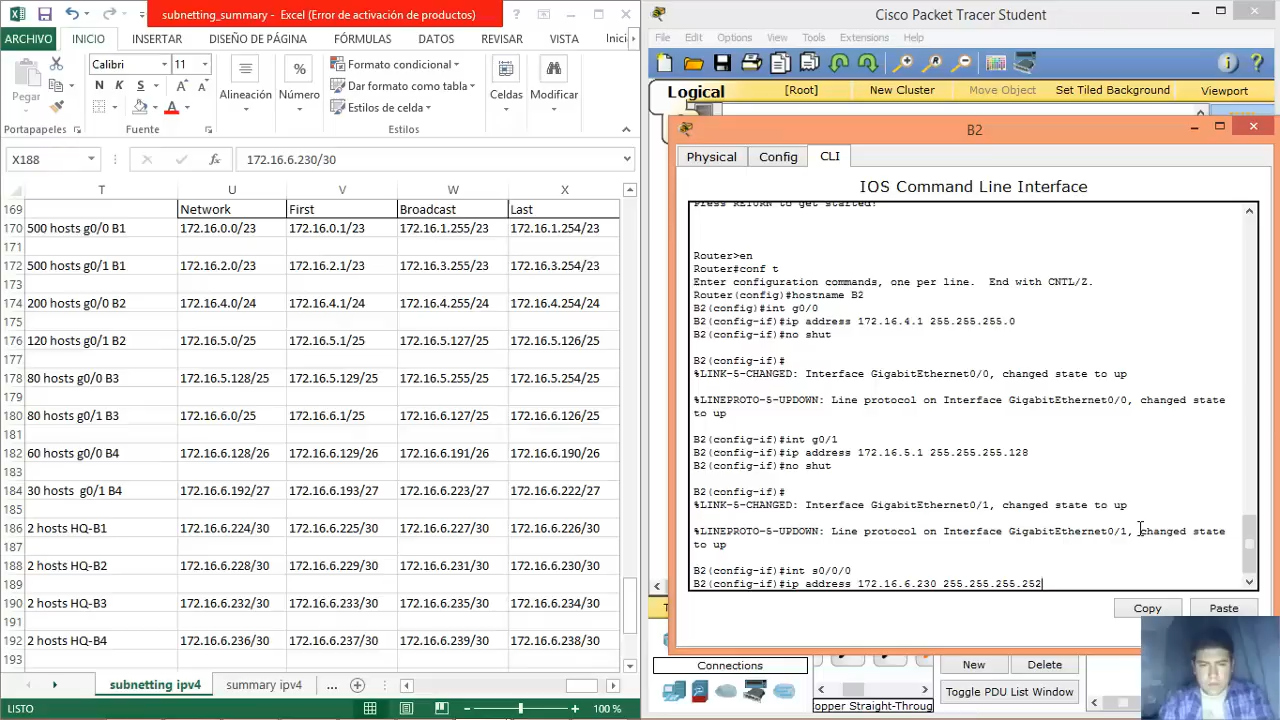 subnetting_summary - Excel (Error de activación de productos)
ARCHIVO INICIO INSERTAR DISEÑO DE PÁGINA FÓRMULAS DATOS REVISAR VISTA Inici
Pegar
Calibri 11
N K S
Alineación
Número
Formato condicional
Dar formato como tabla
Estilos de celda
Celdas
Modificar
Portapapeles Fuente Estilos
X188 172.16.6.230/30
T U V W X
169 Network First Broadcast Last
170 500 hosts g0/0 B1 172.16.0.0/23 172.16.0.1/23 172.16.1.255/23 172.16.1.254/23
171
172 500 hosts g0/1 B1 172.16.2.0/23 172.16.2.1/23 172.16.3.255/23 172.16.3.254/23
173
174 200 hosts g0/0 B2 172.16.4.0/24 172.16.4.1/24 172.16.4.255/24 172.16.4.254/24
175
176 120 hosts g0/1 B2 172.16.5.0/25 172.16.5.1/25 172.16.5.127/25 172.16.5.126/25
177
178 80 hosts g0/0 B3 172.16.5.128/25 172.16.5.129/25 172.16.5.255/25 172.16.5.254/25
179
180 80 hosts g0/1 B3 172.16.6.0/25 172.16.6.1/25 172.16.6.127/25 172.16.6.126/25
181
182 60 hosts g0/0 B4 172.16.6.128/26 172.16.6.129/26 172.16.6.191/26 172.16.6.190/26
183
184 30 hosts g0/1 B4 172.16.6.192/27 172.16.6.193/27 172.16.6.223/27 172.16.6.222/27
185
186 2 hosts HQ-B1 172.16.6.224/30 172.16.6.225/30 172.16.6.227/30 172.16.6.226/30
187
188 2 hosts HQ-B2 172.16.6.228/30 172.16.6.229/30 172.16.6.231/30 172.16.6.230/30
189
190 2 hosts HQ-B3 172.16.6.232/30 172.16.6.233/30 172.16.6.235/30 172.16.6.234/30
191
192 2 hosts HQ-B4 172.16.6.236/30 172.16.6.237/30 172.16.6.239/30 172.16.6.238/30
193
subnetting ipv4 summary ipv4 ...
LISTO 100 %
Cisco Packet Tracer Student
File Edit Options View Tools Extensions Help
Logical [Root] New Cluster Move Object Set Tiled Background Viewport
B2
Physical Config CLI
IOS Command Line Interface
Press RETURN to get started!
Router>en
Router#conf t
Enter configuration commands, one per line. End with CNTL/Z.
Router(config)#hostname B2
B2(config)#int g0/0
B2(config-if)#ip address 172.16.4.1 255.255.255.0
B2(config-if)#no shut
B2(config-if)#
%LINK-5-CHANGED: Interface GigabitEthernet0/0, changed state to up
%LINEPROTO-5-UPDOWN: Line protocol on Interface GigabitEthernet0/0, changed state
to up
B2(config-if)#int g0/1
B2(config-if)#ip address 172.16.5.1 255.255.255.128
B2(config-if)#no shut
B2(config-if)#
%LINK-5-CHANGED: Interface GigabitEthernet0/1, changed state to up
%LINEPROTO-5-UPDOWN: Line protocol on Interface GigabitEthernet0/1, changed state
to up
B2(config-if)#int s0/0/0
B2(config-if)#ip address 172.16.6.230 255.255.255.252
Copy Paste
Connections
New Delete
Toggle PDU List Window
opper Straight-Throug